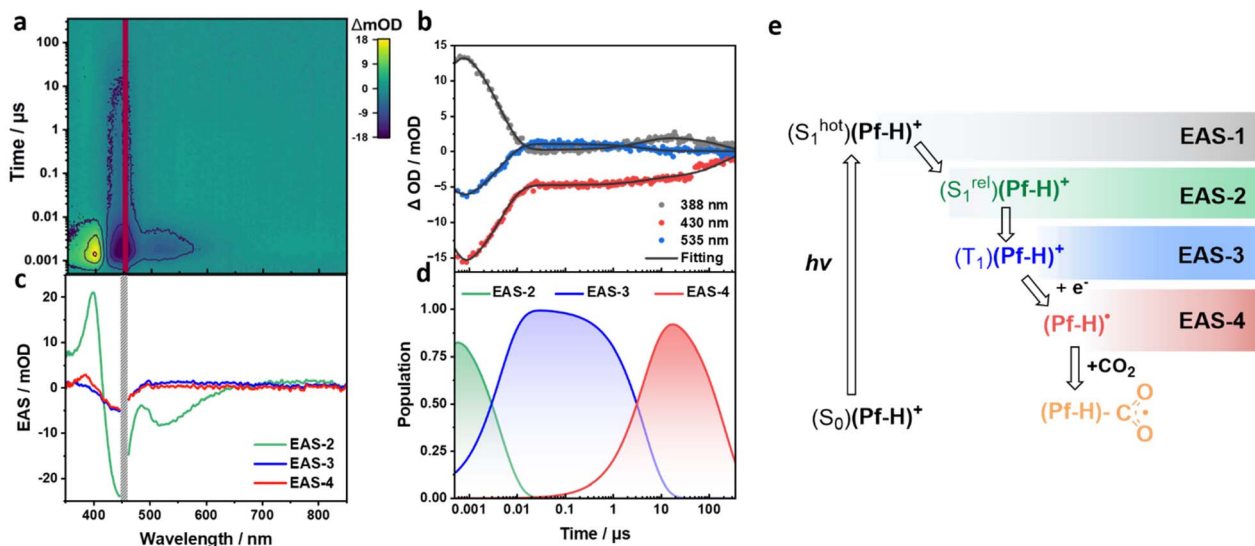 a
ΔmOD
Time / µs
100
10
1
0.1
0.01
0.001
18
9
0
-9
-18
b
Δ OD / mOD
15
10
5
0
−5
−10
−15
388 nm
430 nm
535 nm
Fitting
c
EAS / mOD
20
10
0
-10
-20
EAS-2
EAS-3
EAS-4
400 500 600 700 800
Wavelength / nm
d
EAS-2 EAS-3 EAS-4
Population
1.00
0.75
0.50
0.25
0.00
0.001 0.01 0.1 1 10 100
Time / µs
e
(S₁ʰᵒᵗ)(Pf-H)⁺
EAS-1
(S₁ʳᵉˡ)(Pf-H)⁺
EAS-2
(T₁)(Pf-H)⁺
EAS-3
hv
+ e⁻
(Pf-H)•
EAS-4
+CO₂
(S₀)(Pf-H)⁺
(Pf-H)-C
O
O